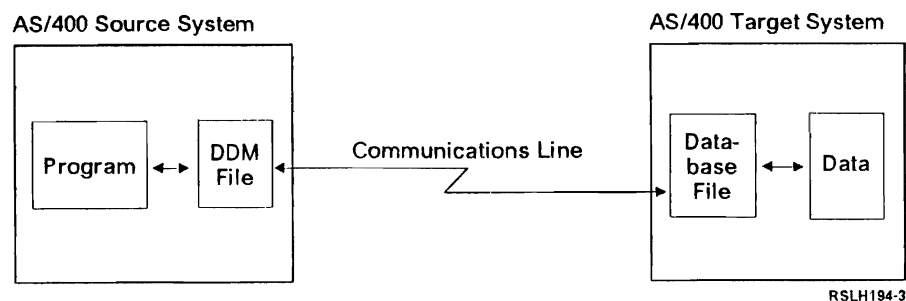 AS/400 Source System
AS/400 Target System
Program
DDM
File
Communications Line
Data-
base
File
Data
RSLH194-3